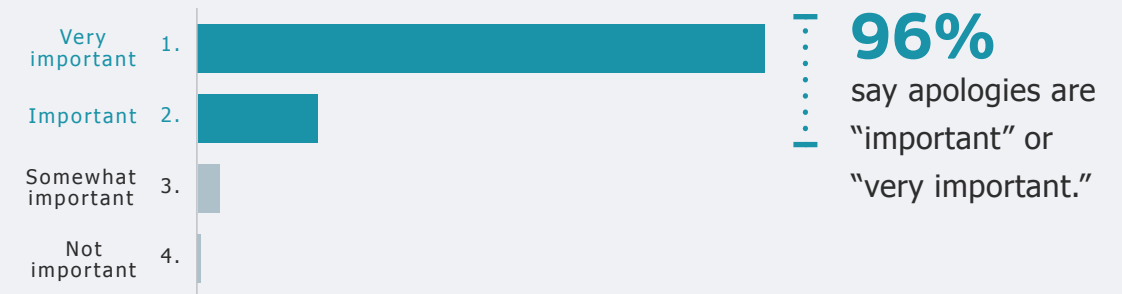 Very
important
1.
Important
2.
Somewhat
important
3.
Not
important
4.
96%
say apologies are
“important” or
“very important.”